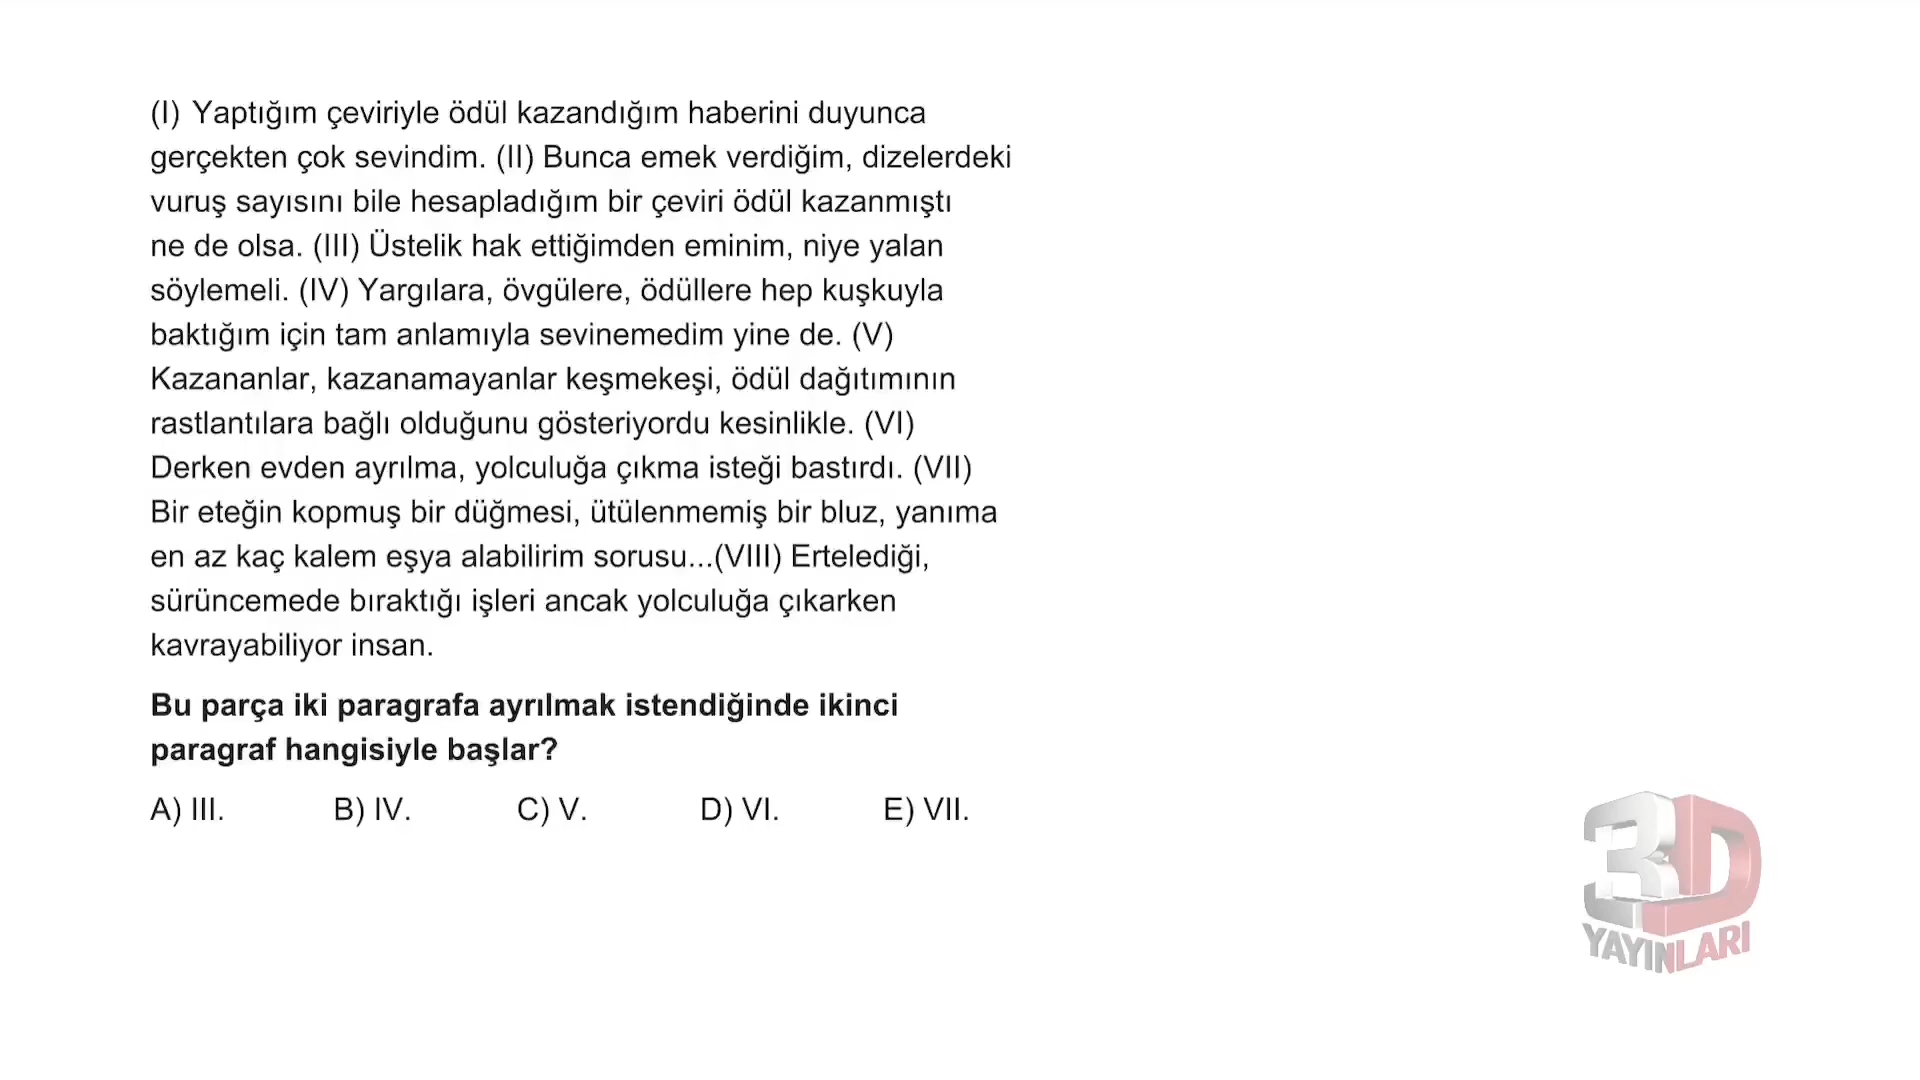 (I) Yaptığım çeviriyle ödül kazandığım haberini duyunca
gerçekten çok sevindim. (II) Bunca emek verdiğim, dizelerdeki
vuruş sayısını bile hesapladığım bir çeviri ödül kazanmıştı
ne de olsa. (III) Üstelik hak ettiğimden eminim, niye yalan
söylemeli. (IV) Yargılara, övgülere, ödüllere hep kuşkuyla
baktığım için tam anlamıyla sevinemedim yine de. (V)
Kazananlar, kazanamayanlar keşmekeşi, ödül dağıtımının
rastlantılara bağlı olduğunu gösteriyordu kesinlikle. (VI)
Derken evden ayrılma, yolculuğa çıkma isteği bastırdı. (VII)
Bir eteğin kopmuş bir düğmesi, ütülenmemiş bir bluz, yanıma
en az kaç kalem eşya alabilirim sorusu...(VIII) Ertelediği,
sürüncemede bıraktığı işleri ancak yolculuğa çıkarken
kavrayabiliyor insan.
Bu parça iki paragrafa ayrılmak istendiğinde ikinci
paragraf hangisiyle başlar?
A) III. B) IV. C) V. D) VI. E) VII.
3D
YAYINLARI